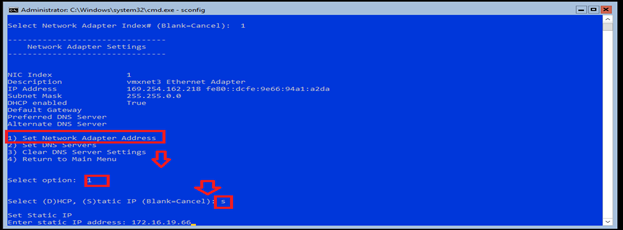 Administrator: C:\Windows\system32\cmd.exe - sconfig
Select Network Adapter Index# (Blank=Cancel):  1
--------------------------------
Network Adapter Settings
--------------------------------
NIC Index 1
Description vmxnet3 Ethernet Adapter
IP Address 169.254.162.218 fe80::dcfe:9e66:94a1:a2da
Subnet Mask 255.255.0.0
DHCP enabled True
Default Gateway
Preferred DNS Server
Alternate DNS Server
1) Set Network Adapter Address
2) Set DNS Servers
3) Clear DNS Server Settings
4) Return to Main Menu
Select option: 1
Select (D)HCP, (S)tatic IP (Blank=Cancel): s
Set Static IP
Enter static IP address: 172.16.19.66_